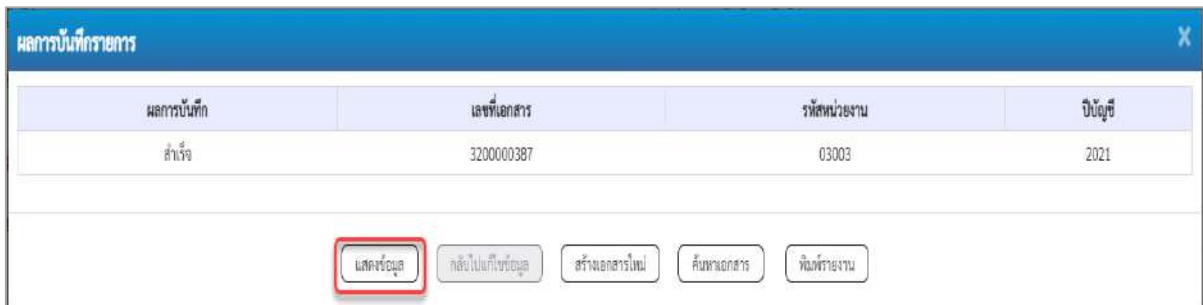 ผลการบันทึกรายการ X
ผลการบันทึก เลขที่เอกสาร รหัสหน่วยงาน ปีบัญชี
สำเร็จ 3200000387 03003 2021
แสดงข้อมูล กลับไปแก้ไขข้อมูล สร้างเอกสารใหม่ ค้นหาเอกสาร พิมพ์รายงาน